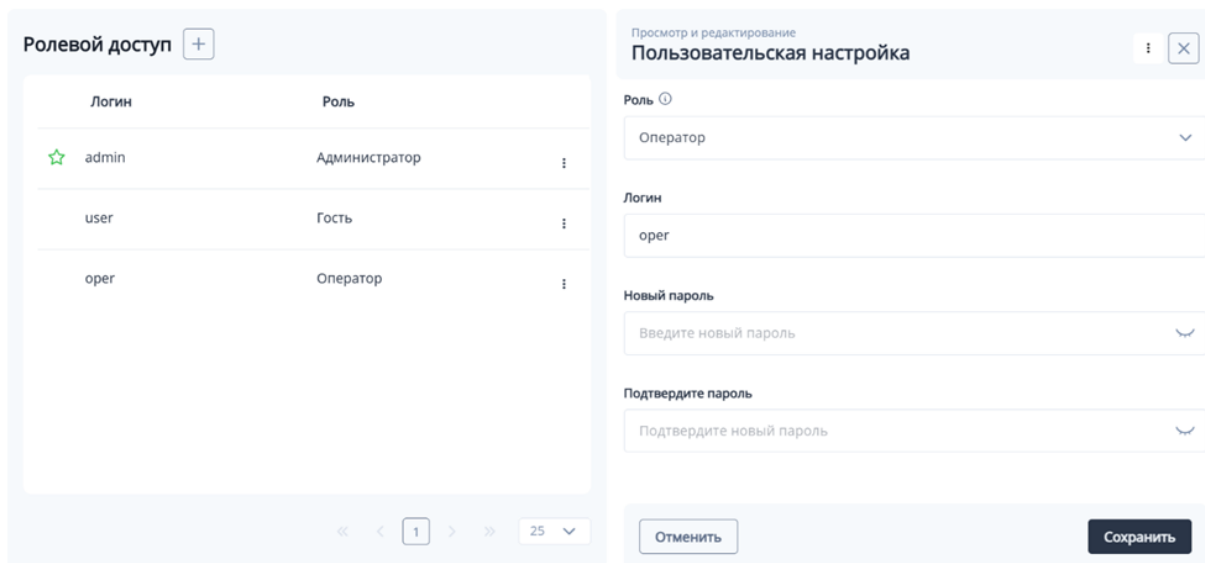 Ролевой доступ
Логин Роль
admin Администратор
user Гость
oper Оператор
1 25
Просмотр и редактирование
Пользовательская настройка
Роль
Оператор
Логин
oper
Новый пароль
Введите новый пароль
Подтвердите пароль
Подтвердите новый пароль
Отменить Сохранить